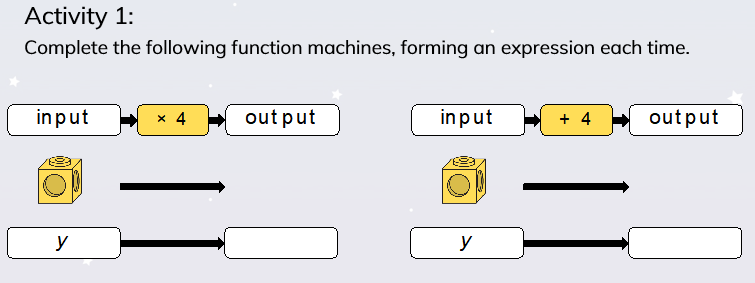 Activity 1:
Complete the following function machines, forming an expression each time.
input × 4 output input + 4 output
y y